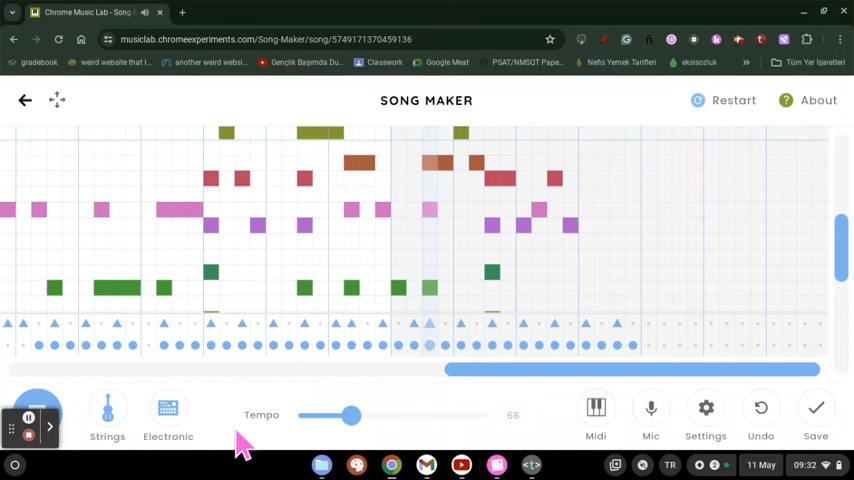 Chrome Music Lab - Song M
musiclab.chromeexperiments.com/Song-Maker/song/5749171370459136
gradebook
weird website that I...
another weird websi...
Gençlik Başımda Du...
Classwork
Google Meat
PSAT/NMSQT Pape...
Nefis Yemek Tarifleri
eksisozluk
Tüm Yer İşaretleri
SONG MAKER
Restart
About
Strings
Electronic
Tempo
66
Midi
Mic
Settings
Undo
Save
TR
2
11 May
09:32